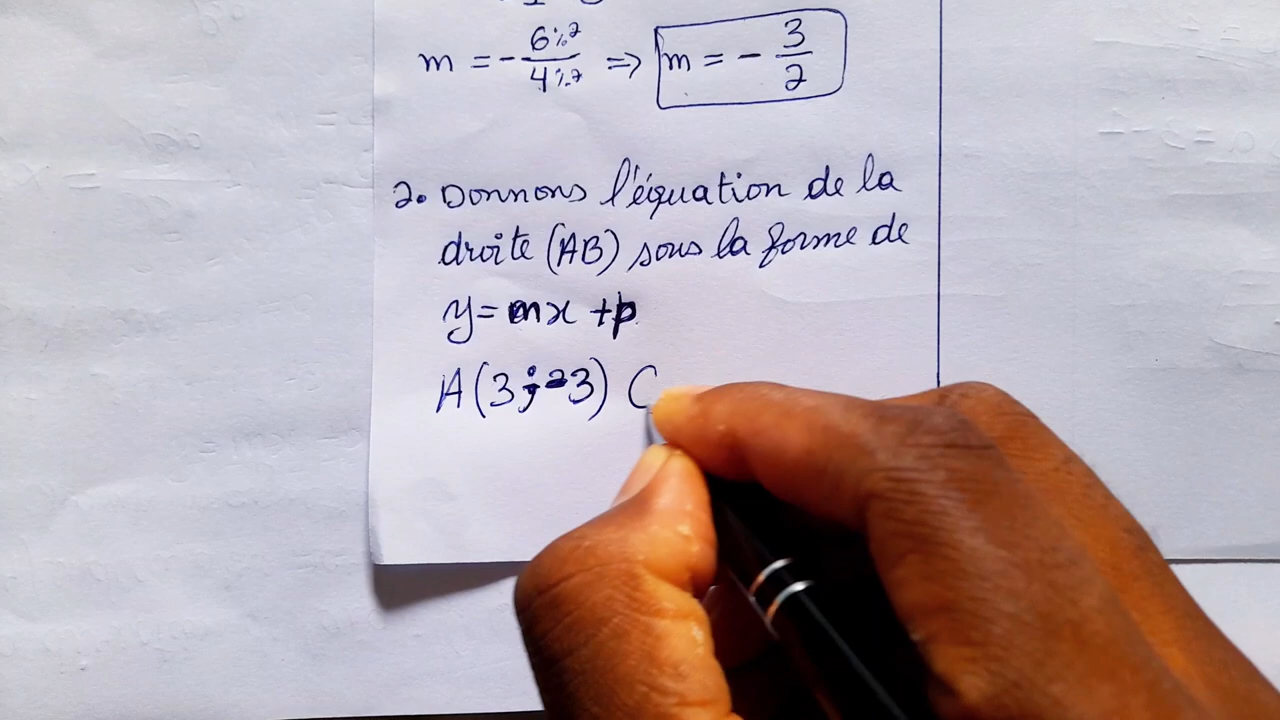 m = - 6%2 / 4%2 => m = - 3/2
2. Donnons l'équation de la
droite (AB) sous la forme de
y = mx + p
A(3;-3) C